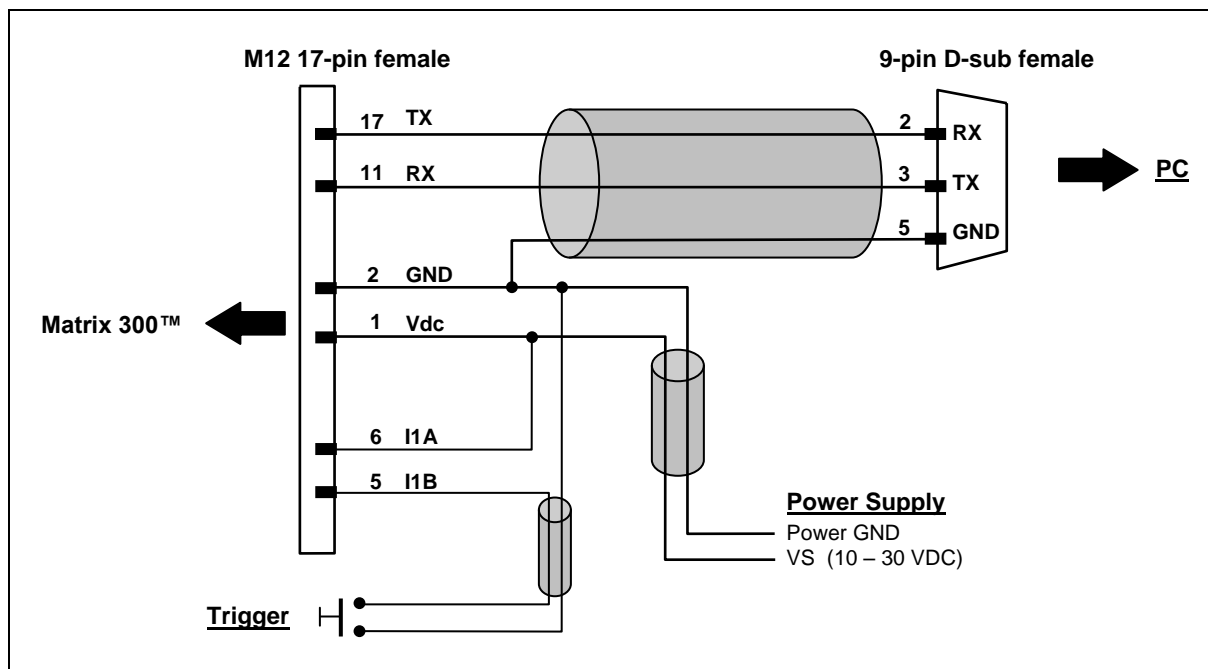 M12 17-pin female
9-pin D-sub female
17 TX
2 RX
11 RX
3 TX
PC
5 GND
2 GND
Matrix 300™
1 Vdc
6 I1A
5 I1B
Power Supply
Power GND
VS (10 – 30 VDC)
Trigger